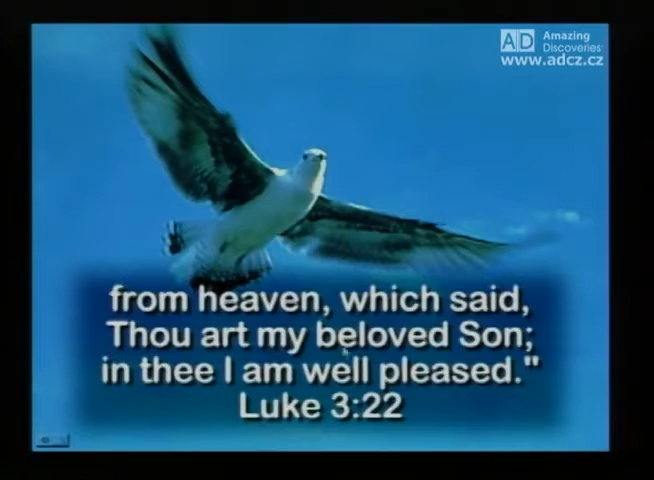 AD Amazing
Discoveries
www.adcz.cz
from heaven, which said,
Thou art my beloved Son;
in thee I am well pleased."
Luke 3:22